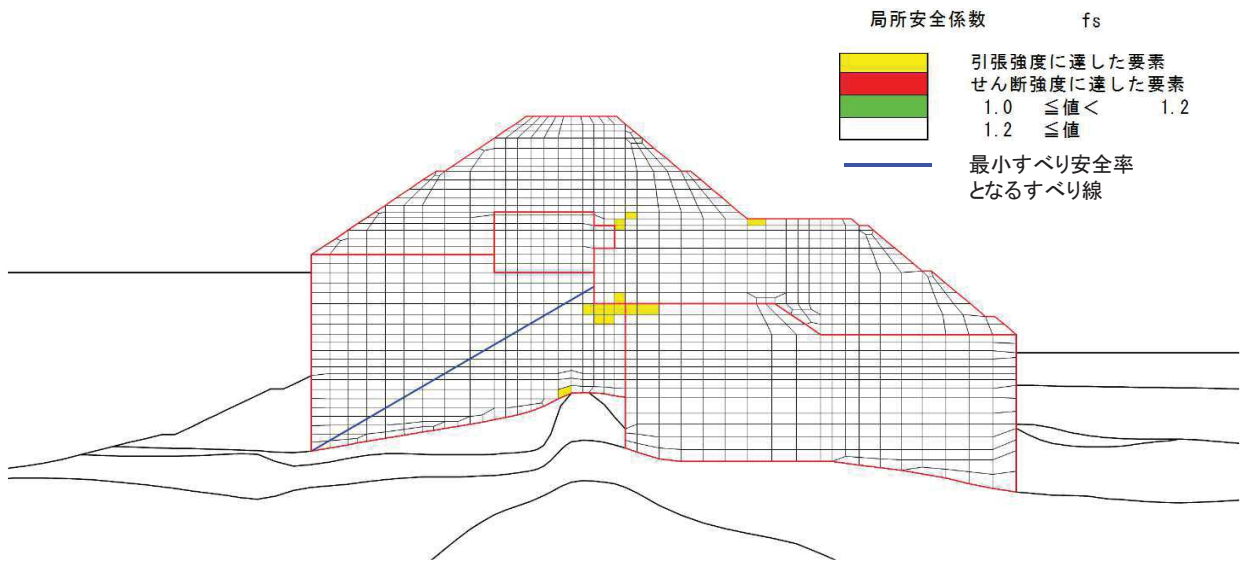 局所安全係数 fs
引張強度に達した要素
せん断強度に達した要素
1.0 ≦値< 1.2
1.2 ≦値
最小すべり安全率
となるすべり線